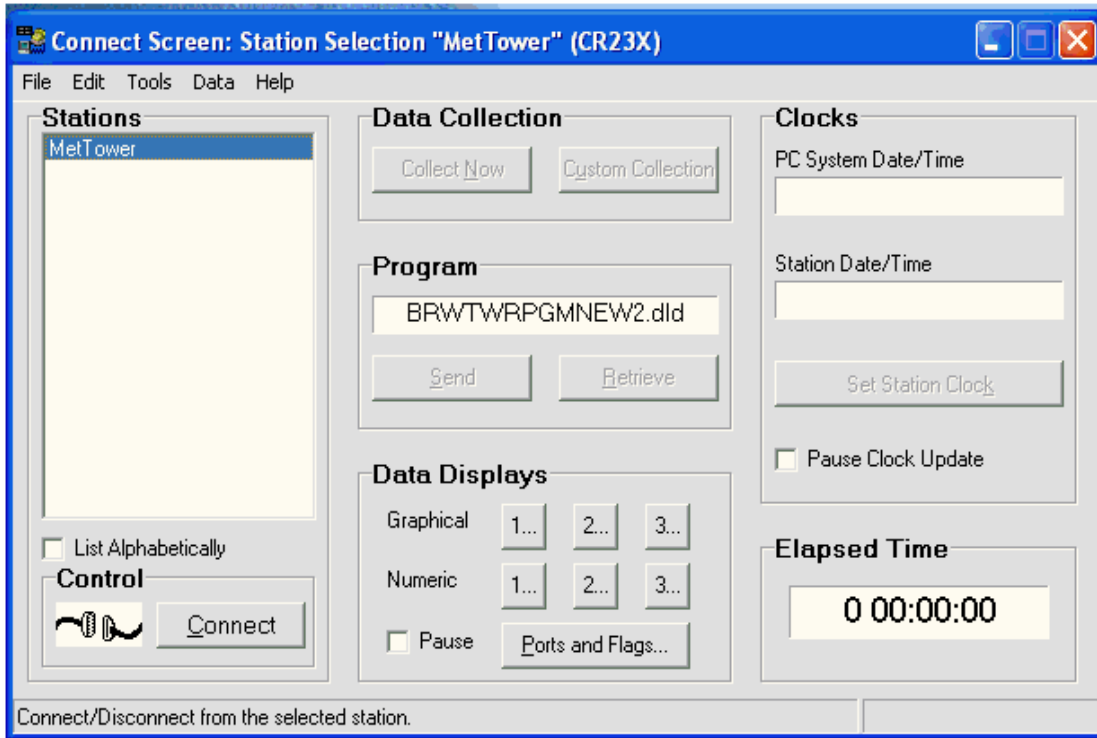 Connect Screen: Station Selection "MetTower" (CR23X)
File Edit Tools Data Help
Stations
MetTower
List Alphabetically
Control
Connect
Data Collection
Collect Now Custom Collection
Program
BRWTWRPGMNEW2.dld
Send Retrieve
Data Displays
Graphical 1... 2... 3...
Numeric 1... 2... 3...
Pause Ports and Flags...
Clocks
PC System Date/Time
Station Date/Time
Set Station Clock
Pause Clock Update
Elapsed Time
0 00:00:00
Connect/Disconnect from the selected station.